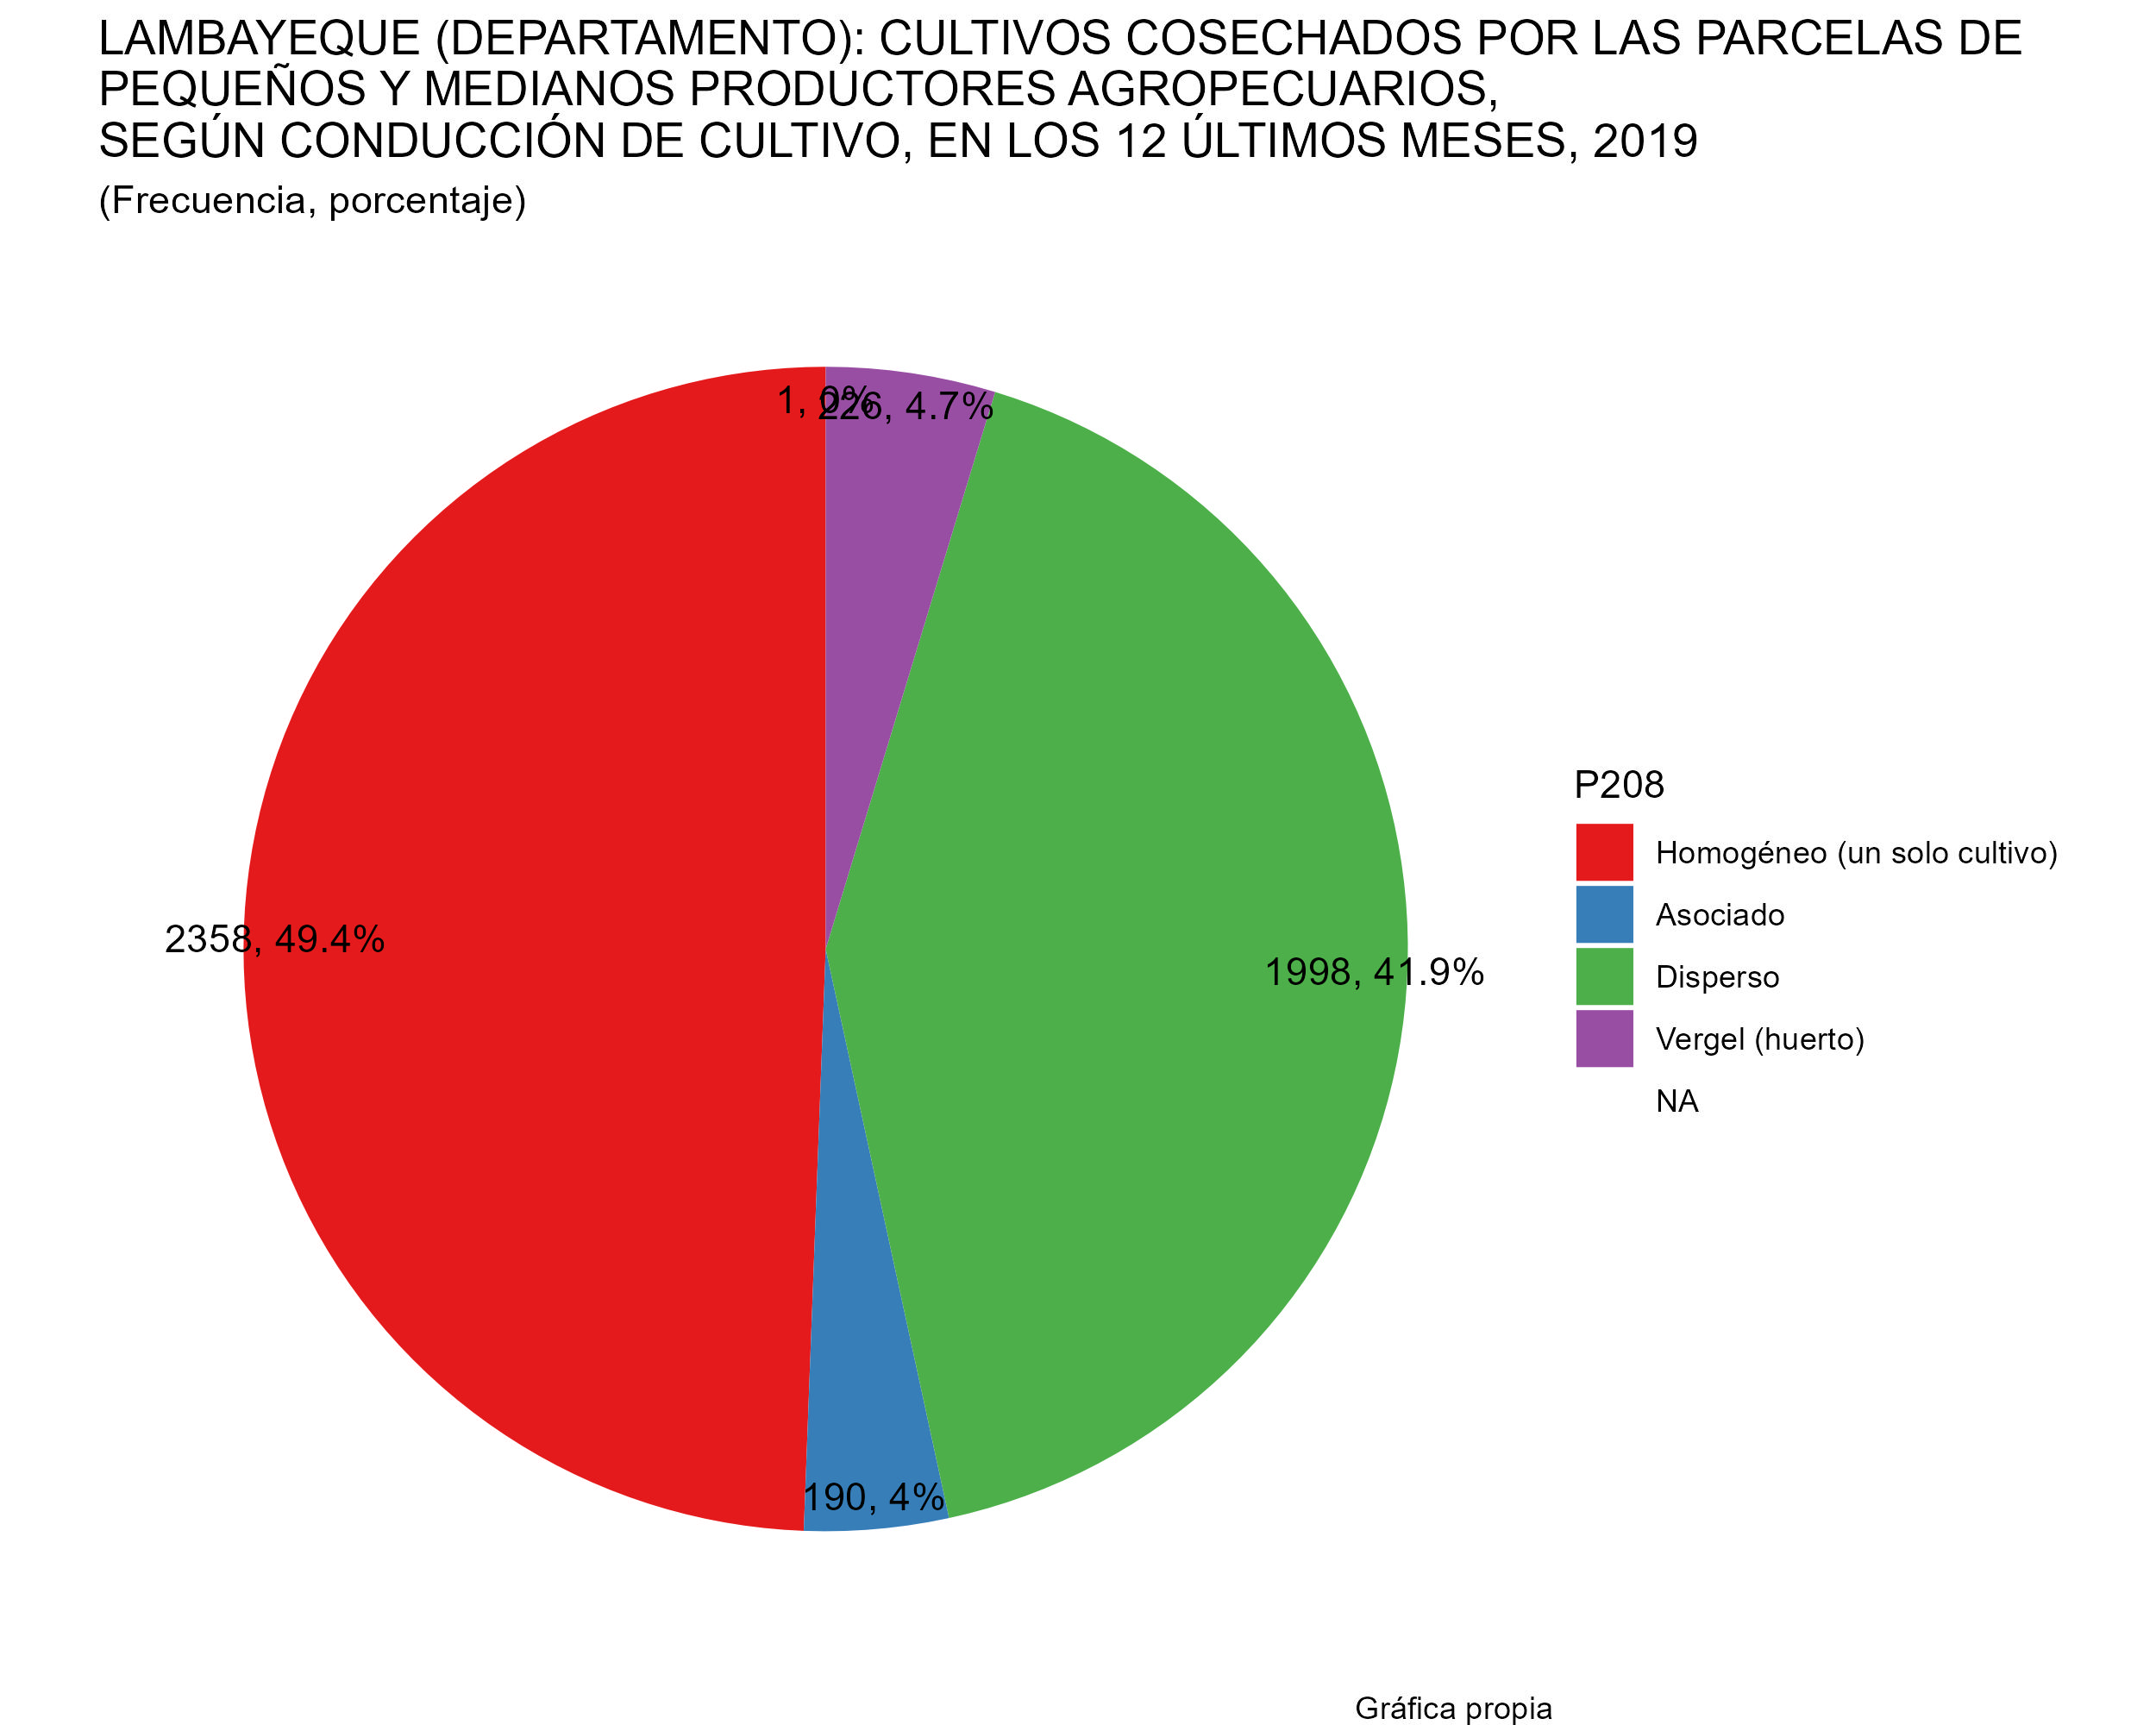 LAMBAYEQUE (DEPARTAMENTO): CULTIVOS COSECHADOS POR LAS PARCELAS DE
PEQUEÑOS Y MEDIANOS PRODUCTORES AGROPECUARIOS,
SEGÚN CONDUCCIÓN DE CULTIVO, EN LOS 12 ÚLTIMOS MESES, 2019
(Frecuencia, porcentaje)
1, 0%
226, 4.7%
2358, 49.4%
1998, 41.9%
190, 4%
P208
Homogéneo (un solo cultivo)
Asociado
Disperso
Vergel (huerto)
NA
Gráfica propia